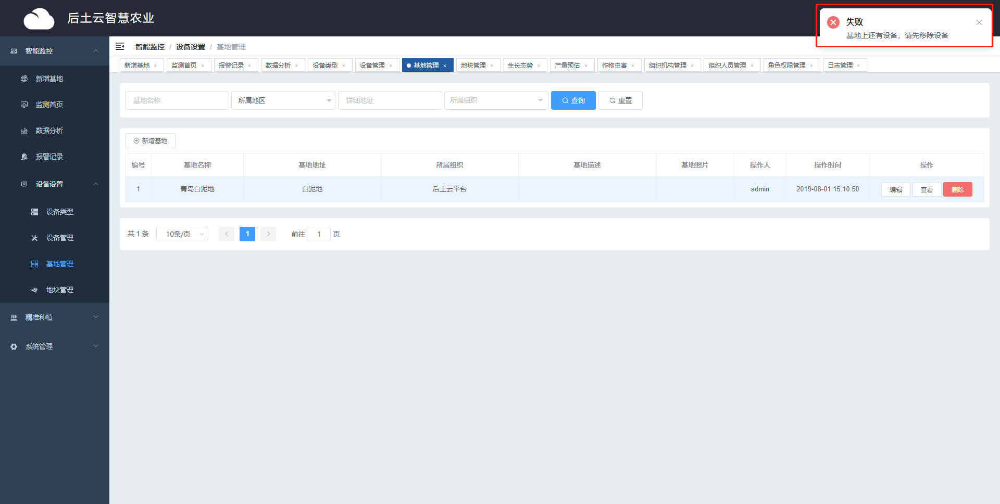 后土云智慧农业
失败
基地上还有设备，请先移除设备
智能监控
新增基地
监测首页
数据分析
报警记录
设备设置
设备类型
设备管理
基地管理
地块管理
精准种植
系统管理
智能监控 / 设备设置 / 基地管理
新增基地 × 监测首页 × 报警记录 × 数据分析 × 设备类型 × 设备管理 × 基地管理 × 地块管理 × 生长态势 × 产量预估 × 作物虫害 × 组织机构管理 × 组织人员管理 × 角色权限管理 × 日志管理 ×
基地名称 所属地区 详细地址 所属组织 查询 重置
新增基地
编号 基地名称 基地地址 所属组织 基地描述 基地照片 操作人 操作时间 操作
1 青岛白泥地 白泥地 后土云平台 admin 2019-08-01 15:10:50 编辑 查看 删除
共 1 条 10条/页 1 前往 1 页